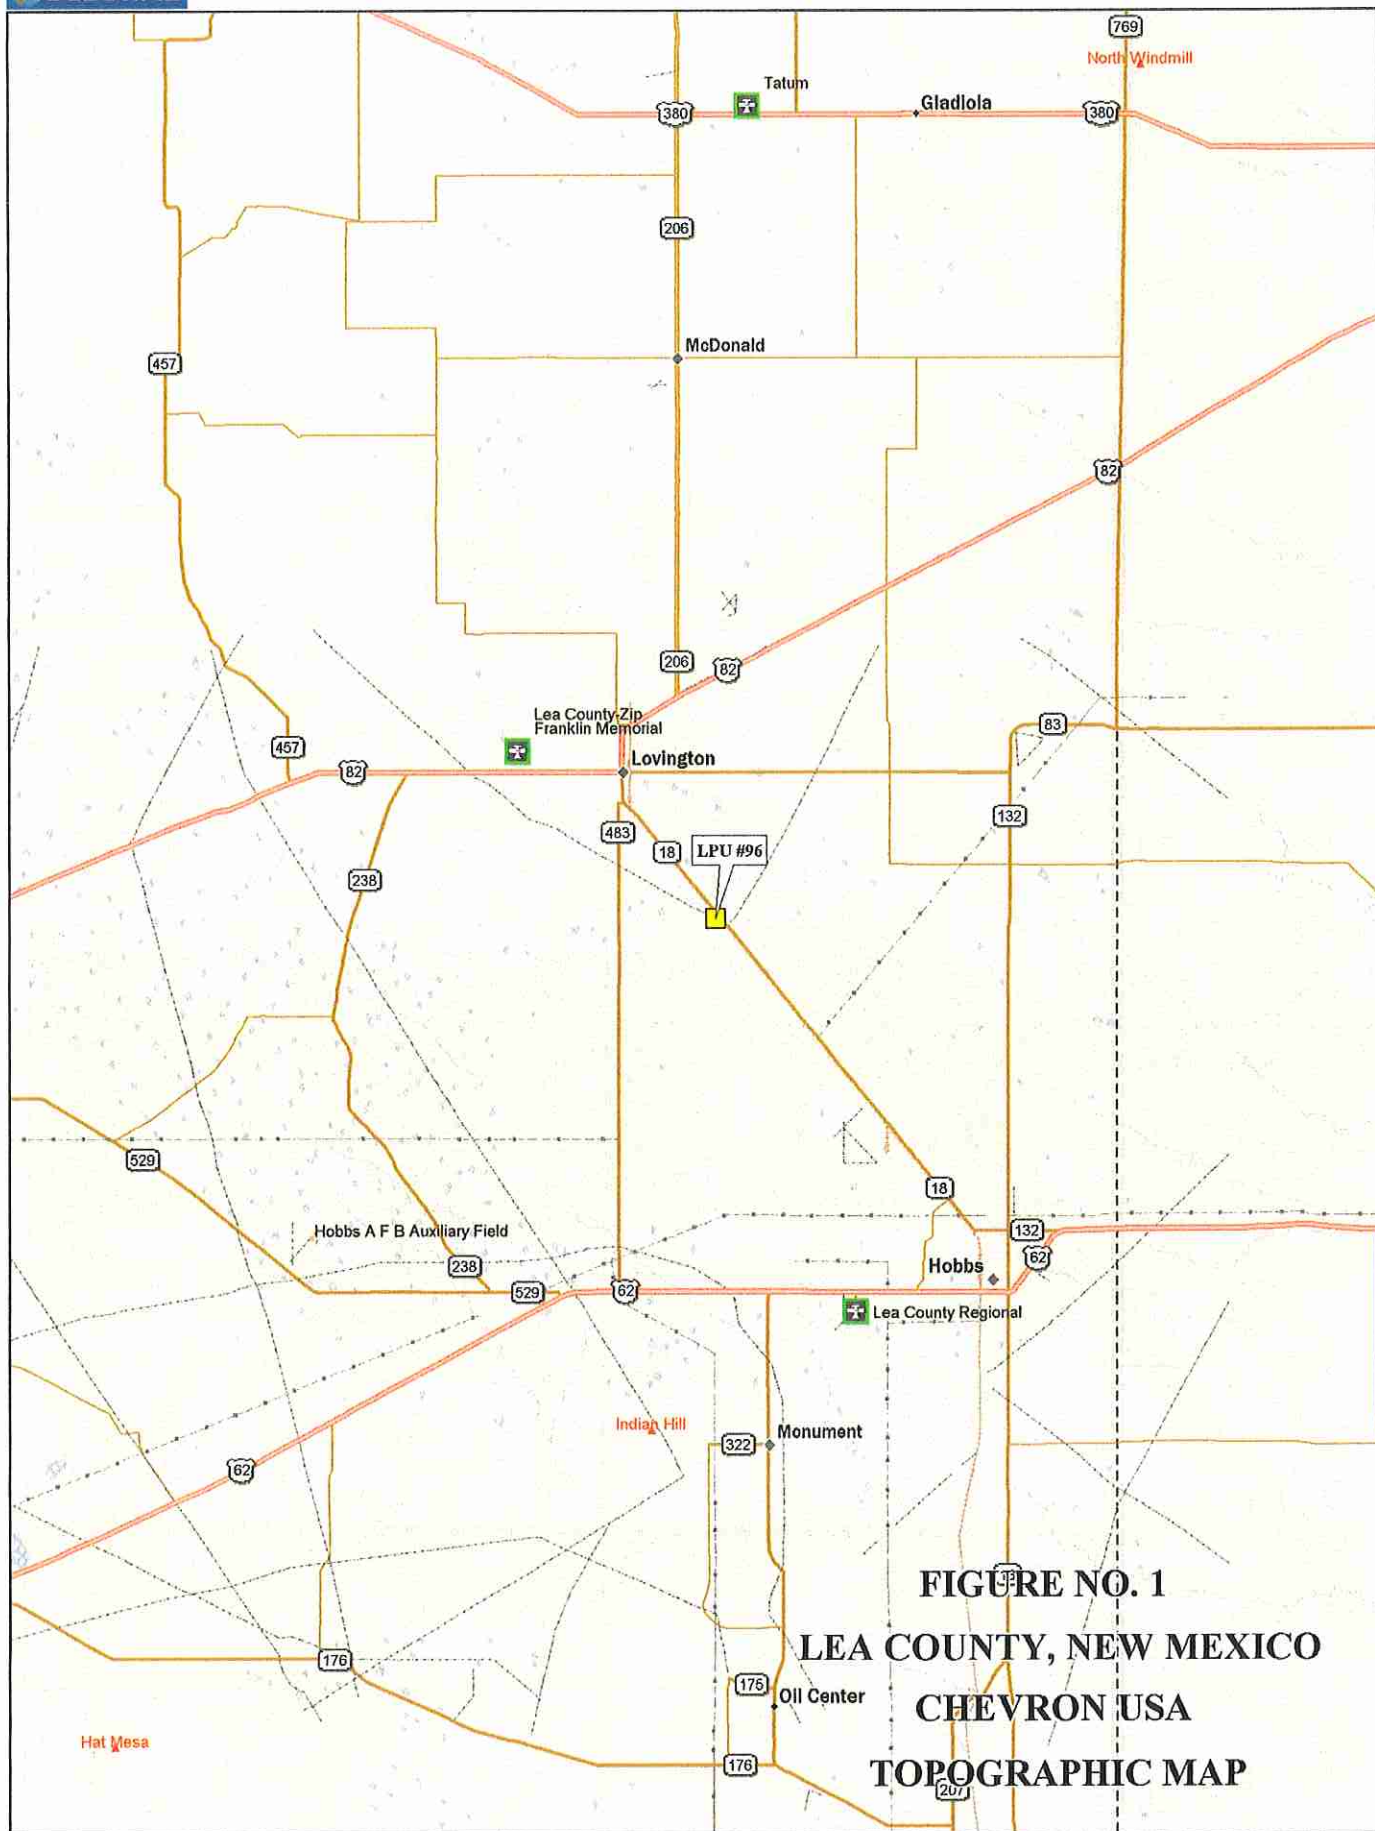 769
North Windmill
Tatum
380
Gladiola
380
206
McDonald
457
82
206
82
Lea County-Zip
Franklin Memorial
83
457
82
Lovington
132
483
18
LPU #96
238
529
18
Hobbs A F B Auxiliary Field
132
62
238
Hobbs
529
62
Lea County Regional
Indian Hill
322
Monument
62
FIGURE NO. 1
LEA COUNTY, NEW MEXICO
176
175
Oil Center
CHEVRON USA
Hat Mesa
176
TOPOGRAPHIC MAP
207